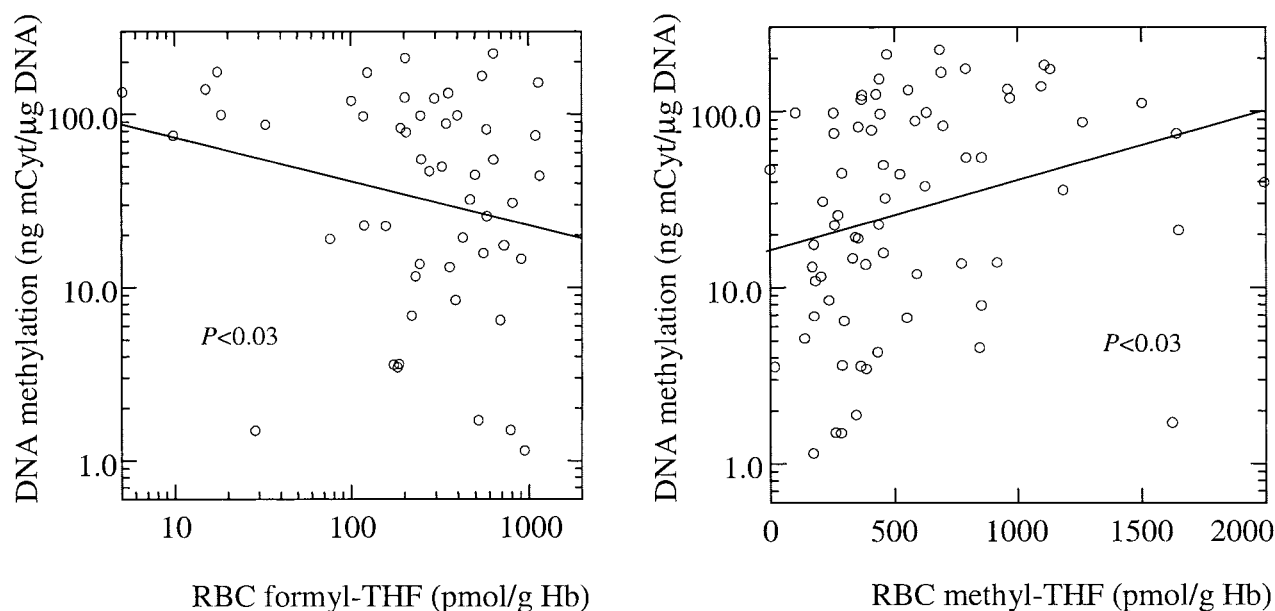 DNA methylation (ng mCyt/µg DNA)
100.0
10.0
1.0
P<0.03
10
100
1000
RBC formyl-THF (pmol/g Hb)
DNA methylation (ng mCyt/µg DNA)
100.0
10.0
1.0
P<0.03
0
500
1000
1500
2000
RBC methyl-THF (pmol/g Hb)